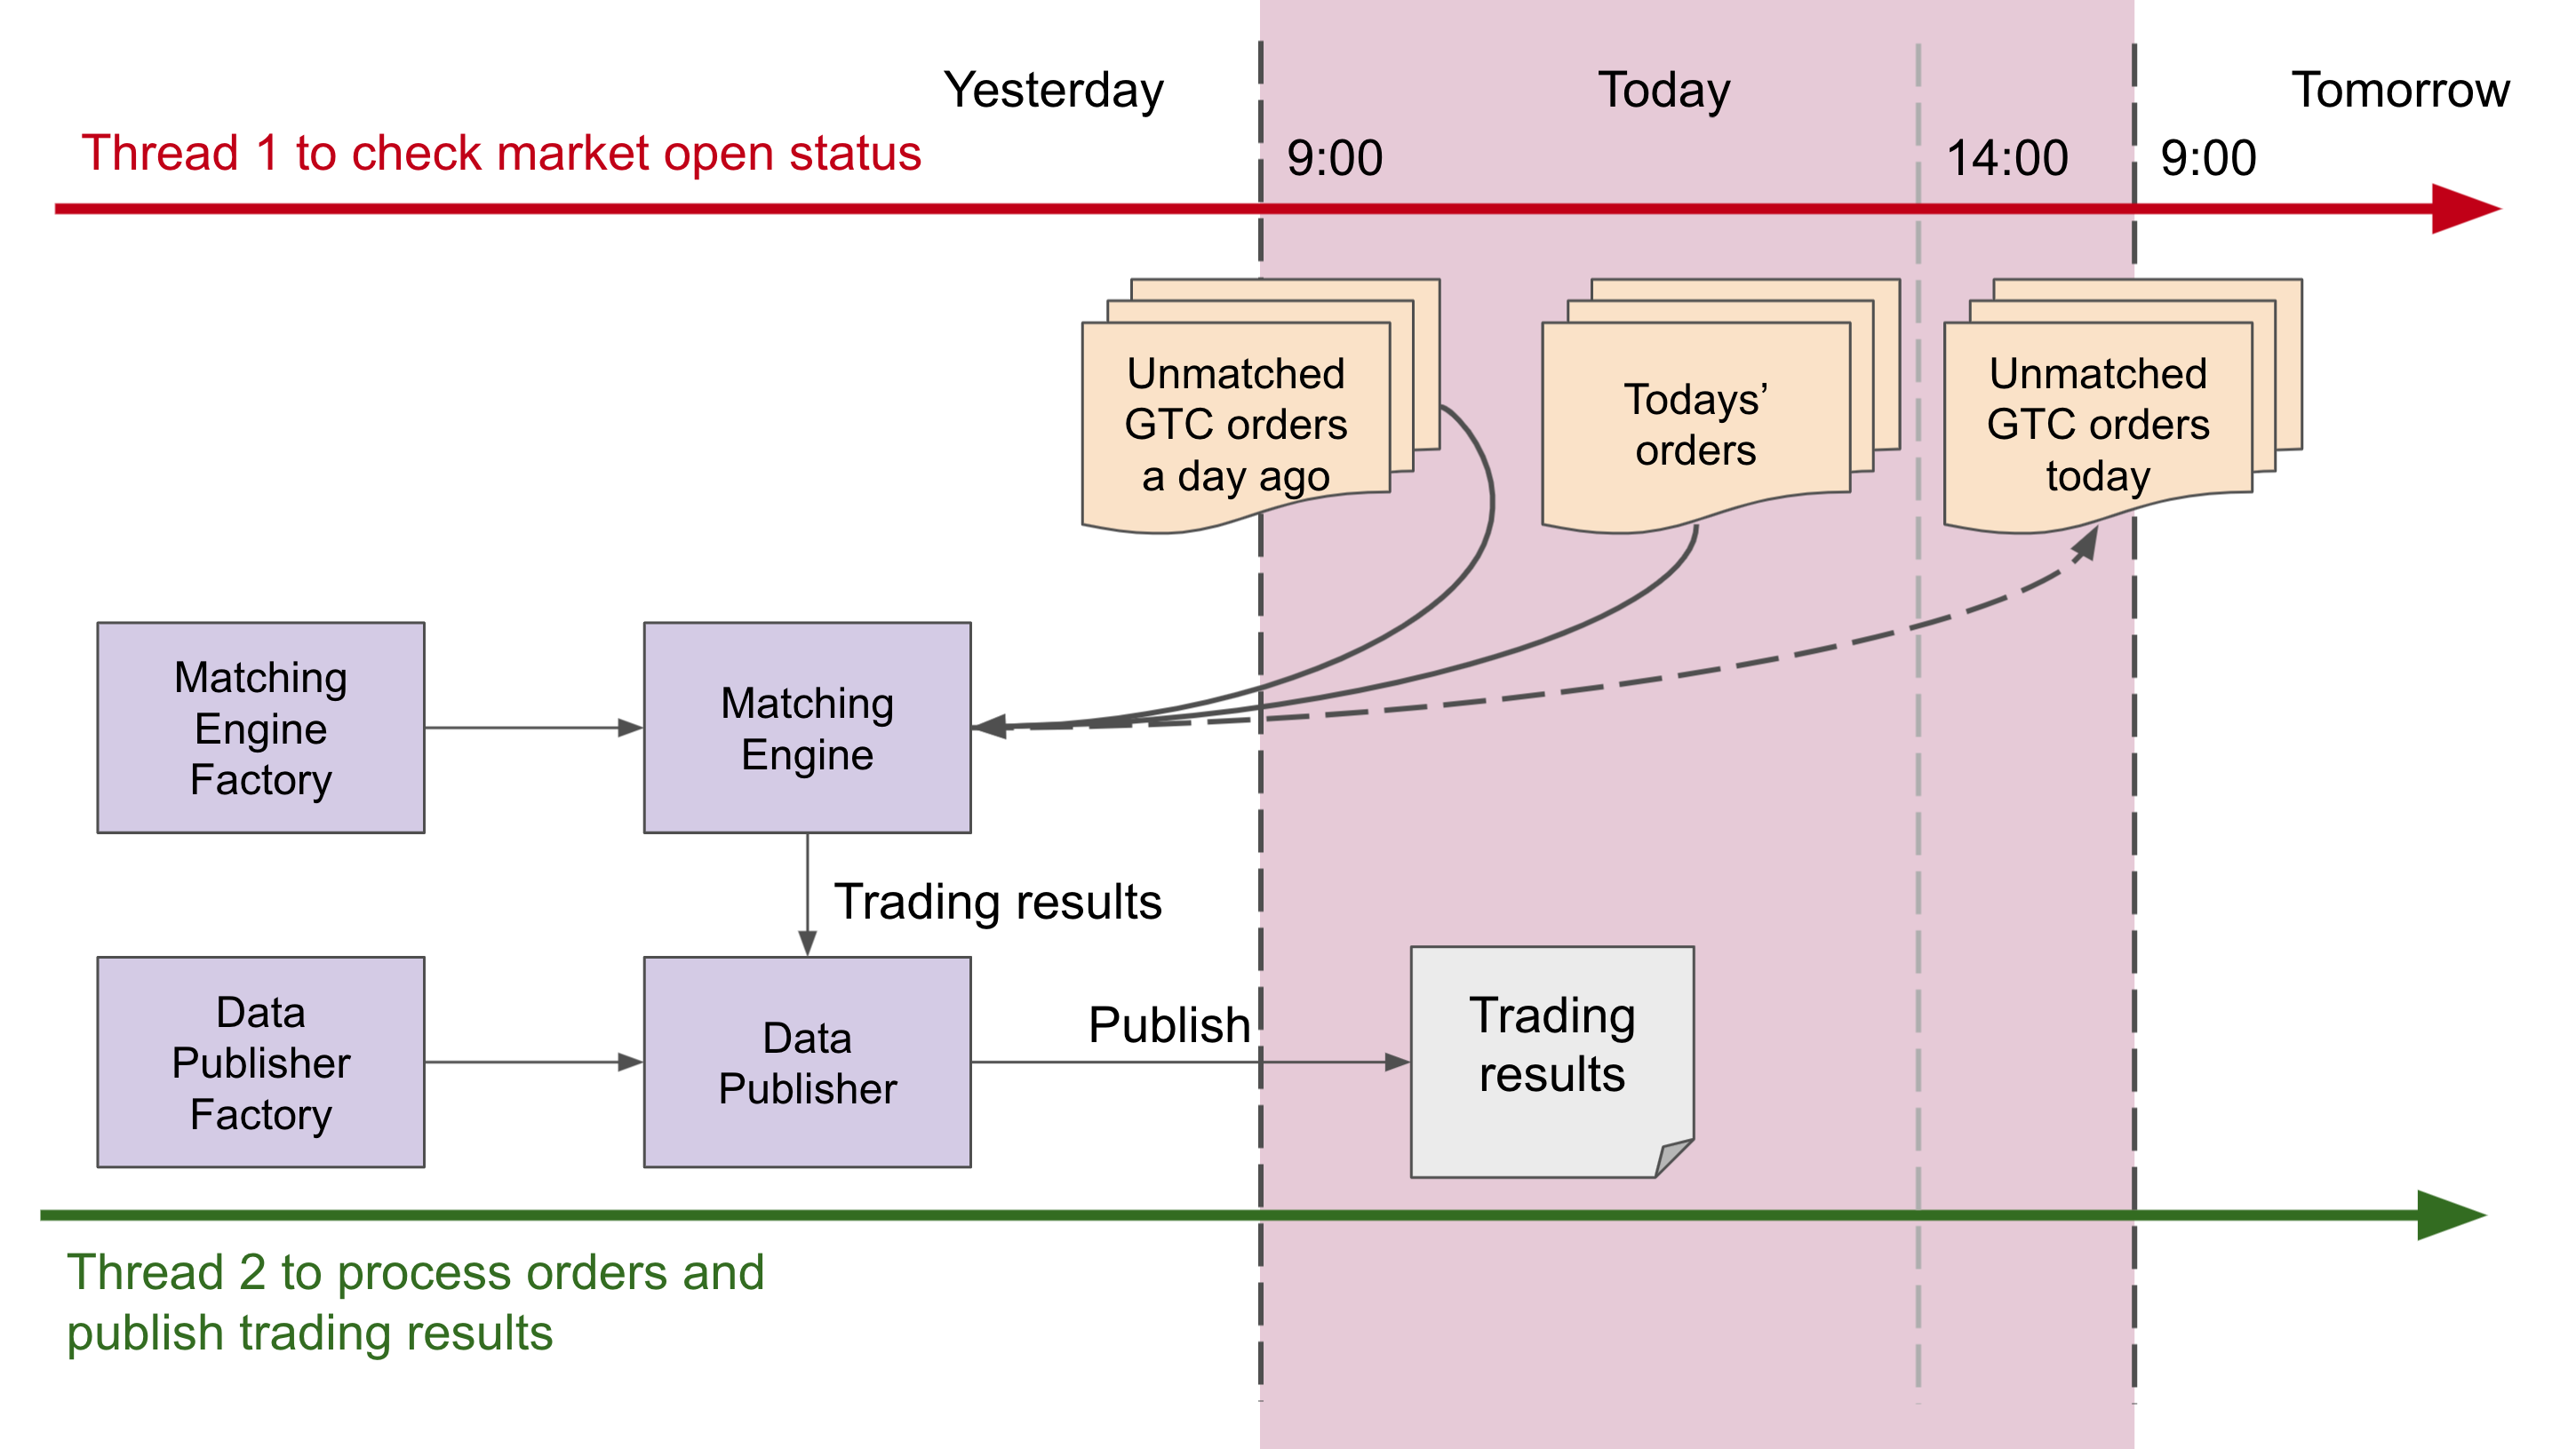 Yesterday
Today
Tomorrow
Thread 1 to check market open status
9:00
14:00
9:00
Unmatched
GTC orders
a day ago
Todays’
orders
Unmatched
GTC orders
today
Matching
Engine
Factory
Matching
Engine
Trading results
Data
Publisher
Factory
Data
Publisher
Publish
Trading
results
Thread 2 to process orders and
publish trading results